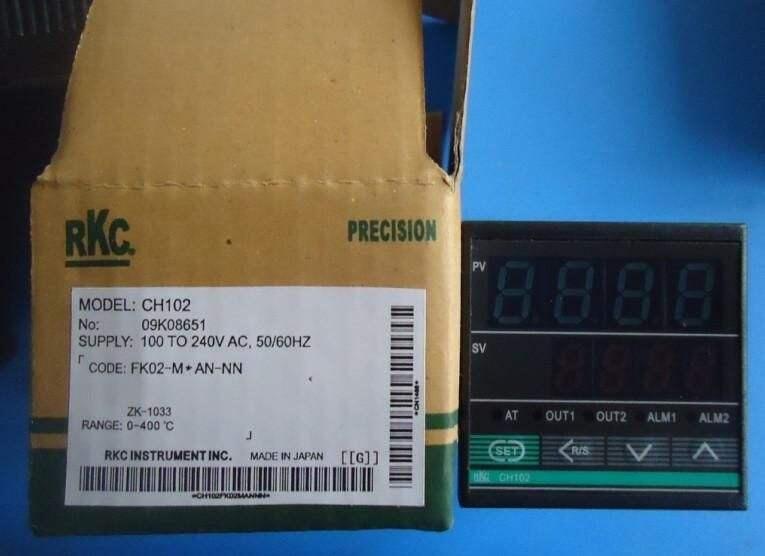 RKC.
PRECISION
MODEL: CH102
No: 09K08651
SUPPLY: 100 TO 240V AC, 50/60HZ
CODE: FK02-M*AN-NN
ZK-1033
RANGE: 0-400 ℃
RKC INSTRUMENT INC. MADE IN JAPAN [[G]]
*CH102FK02MANNN*
PV
SV
AT OUT1 OUT2 ALM1 ALM2
SET <R/S
RKC CH102